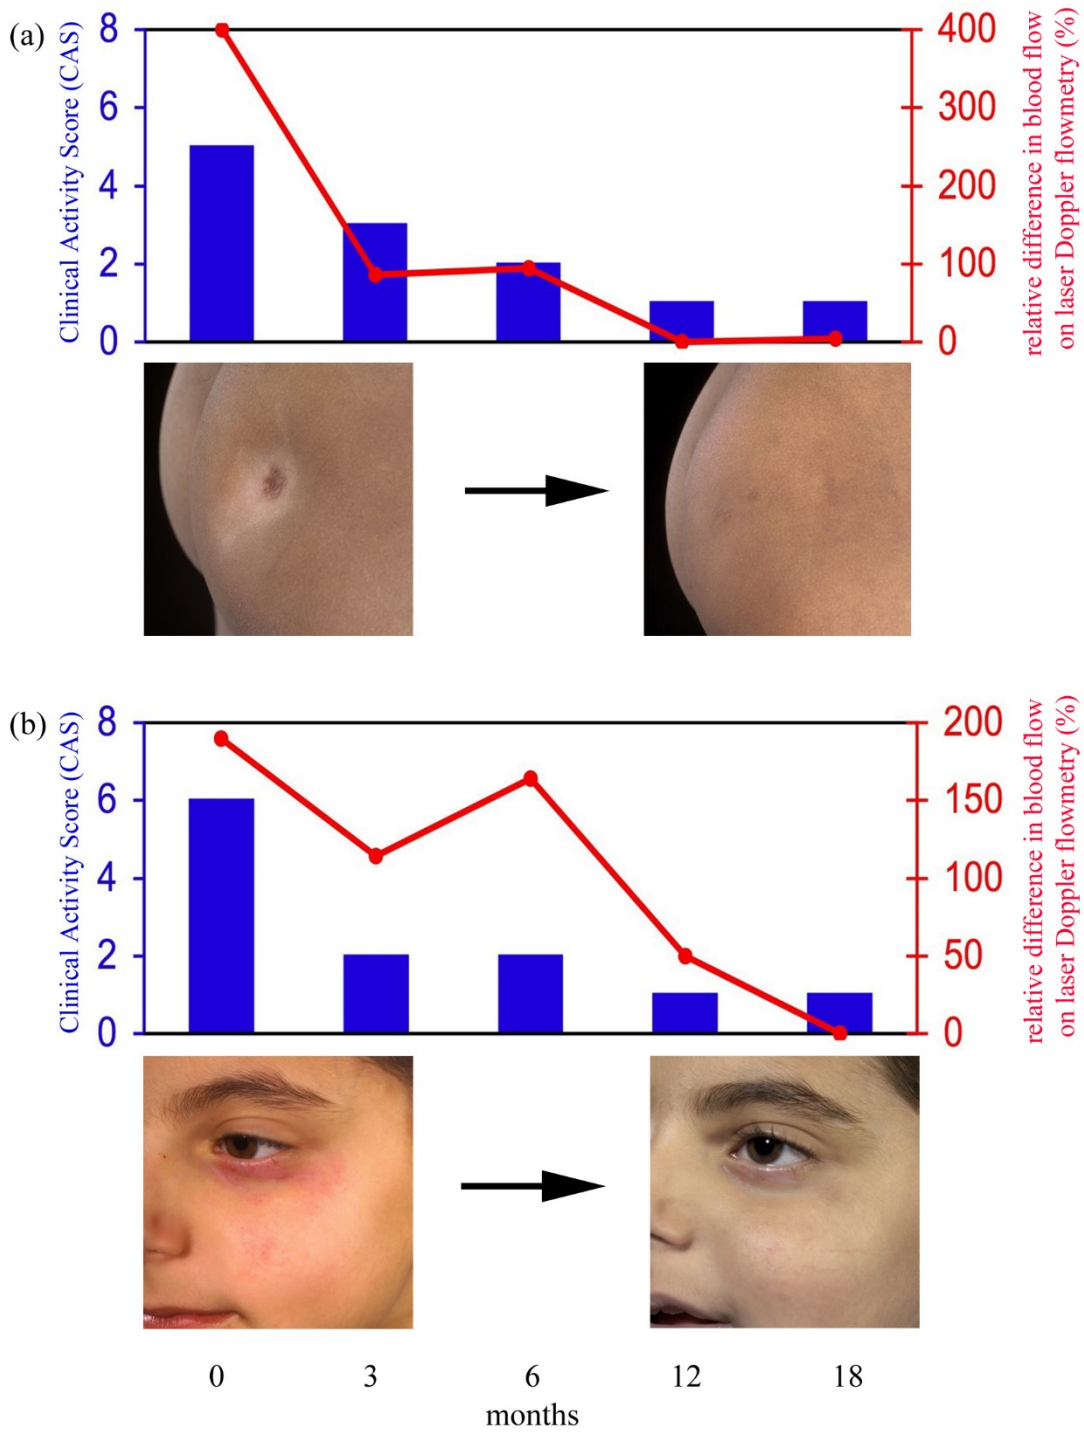 (a)
Clinical Activity Score (CAS)
8
6
4
2
0
400
300
200
100
0
relative difference in blood flow
on laser Doppler flowmetry (%)
(b)
Clinical Activity Score (CAS)
8
6
4
2
0
200
150
100
50
0
relative difference in blood flow
on laser Doppler flowmetry (%)
0 3 6 12 18
months